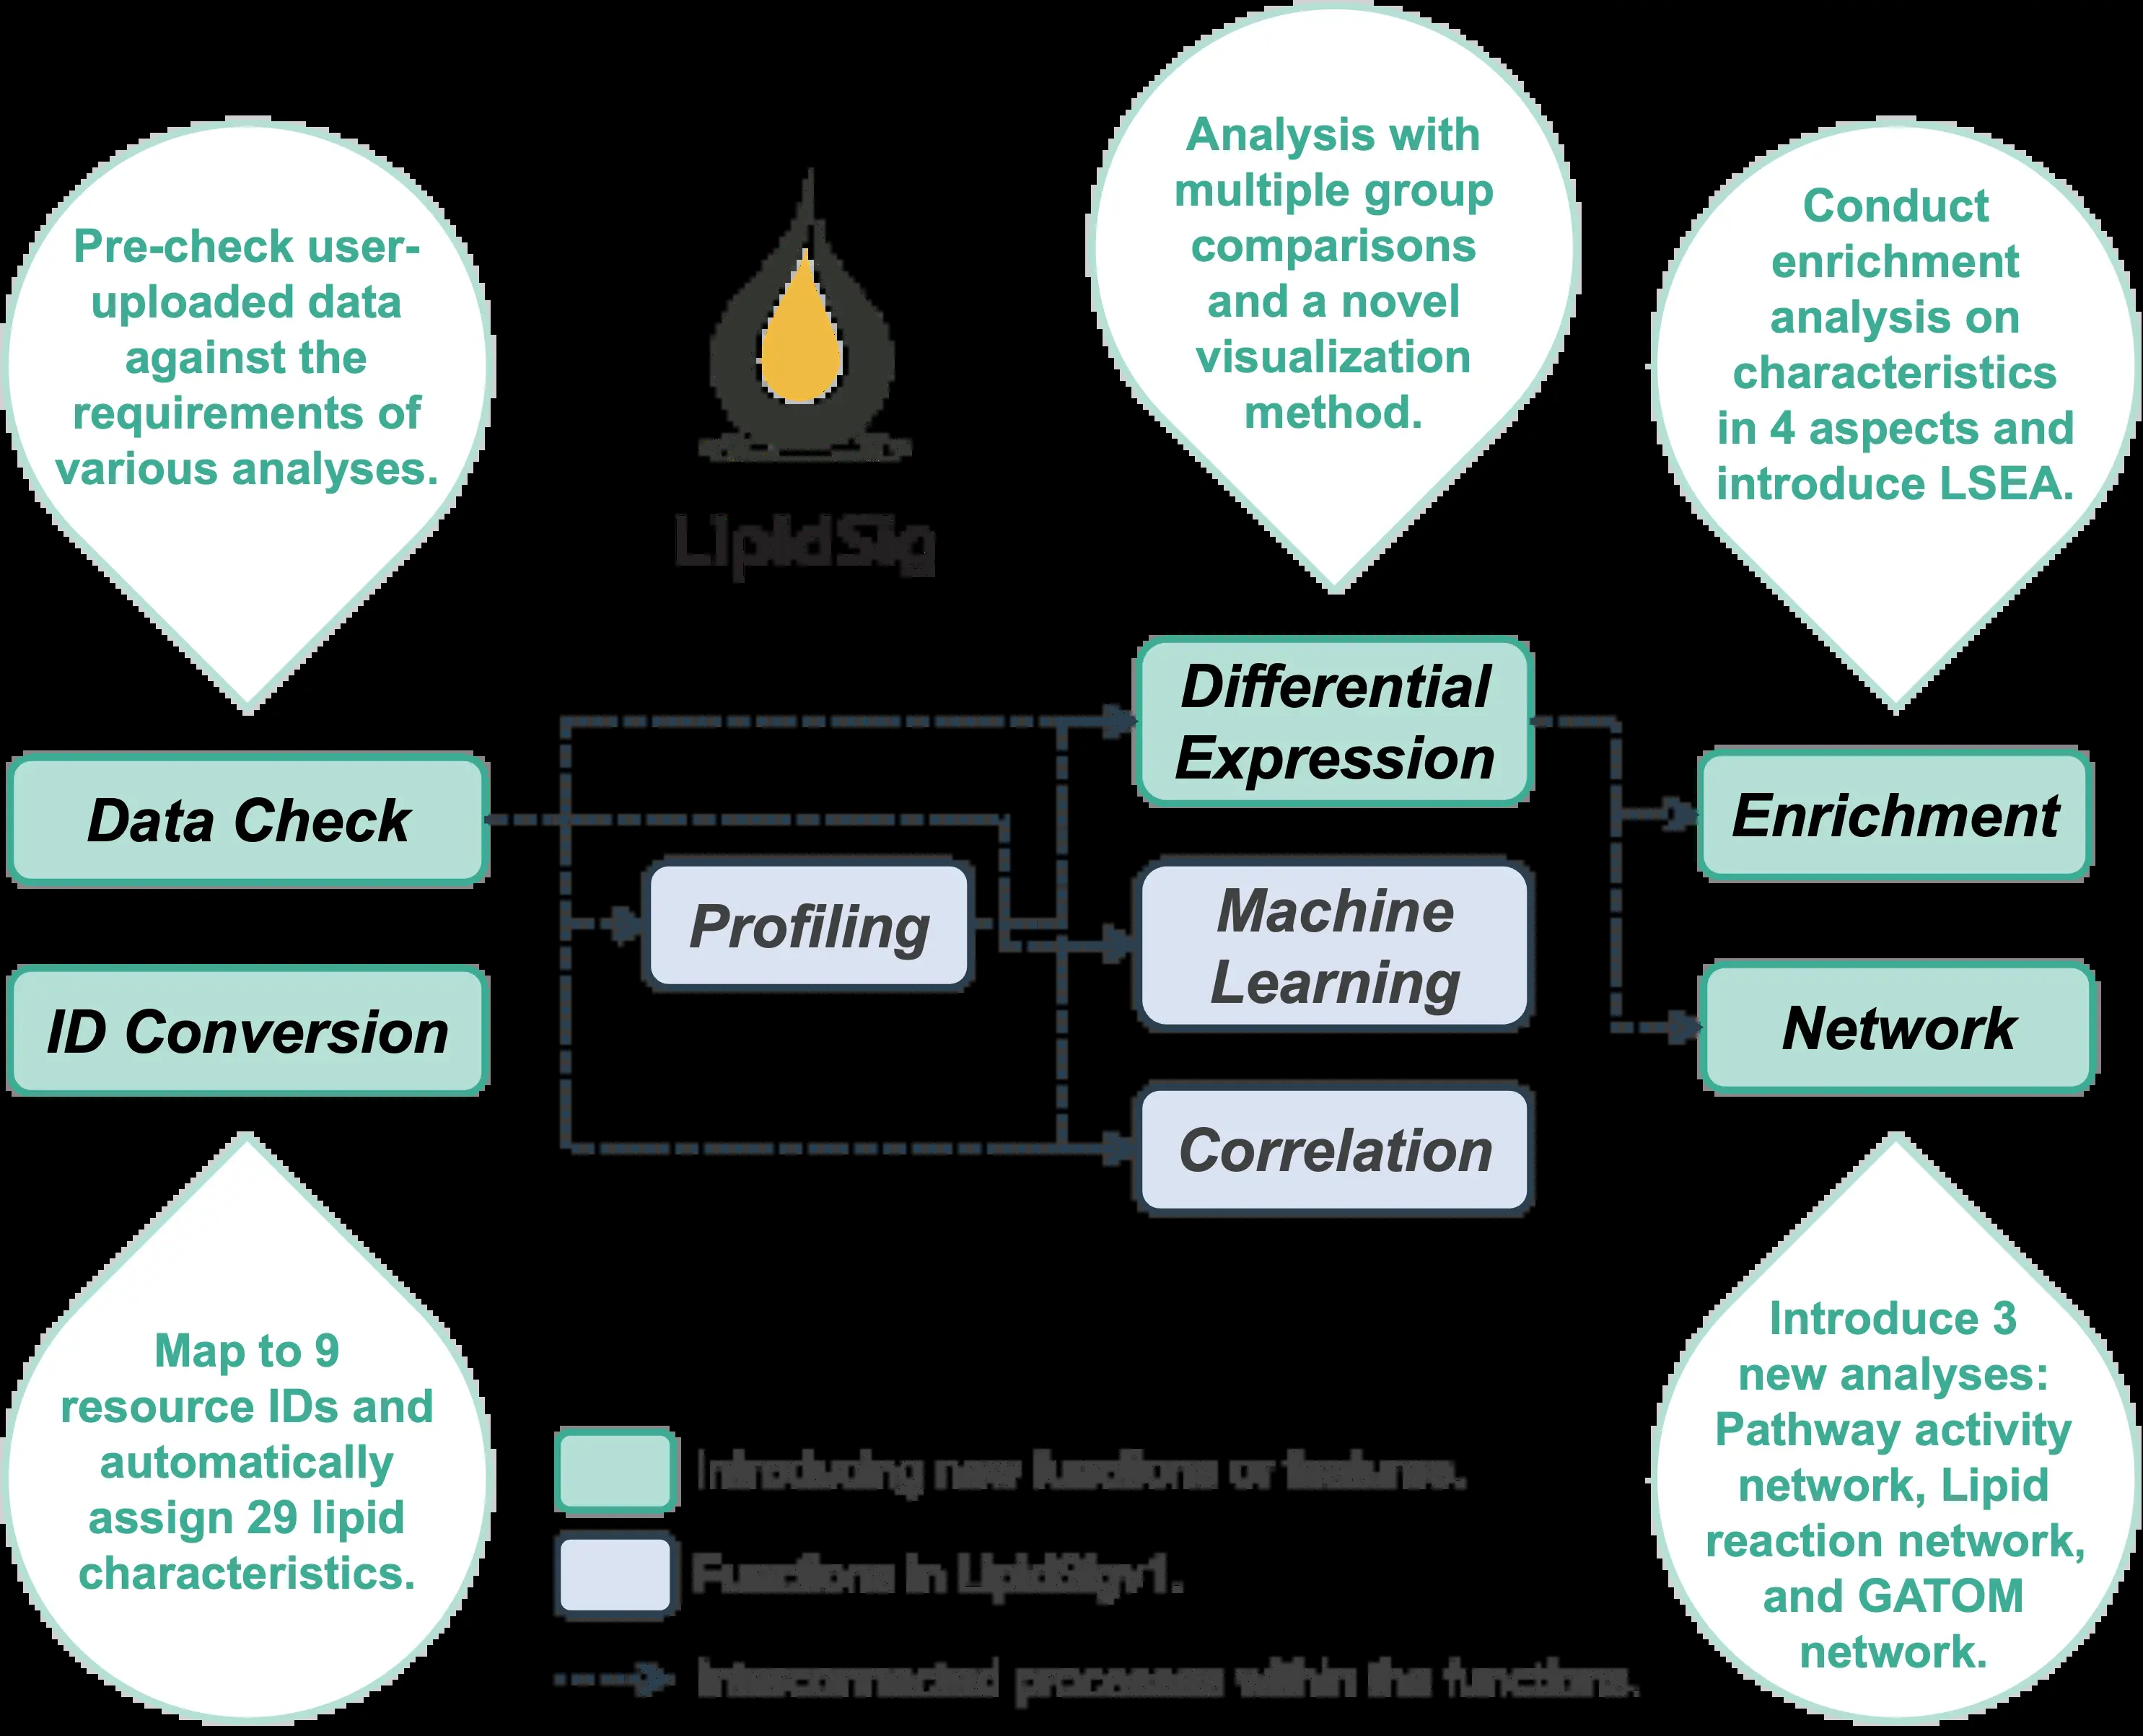 Pre-check user-
uploaded data
against the
requirements of
various analyses.
LipidSig
Analysis with
multiple group
comparisons
and a novel
visualization
method.
Conduct
enrichment
analysis on
characteristics
in 4 aspects and
introduce LSEA.
Data Check
ID Conversion
Profiling
Differential
Expression
Machine
Learning
Correlation
Enrichment
Network
Map to 9
resource IDs and
automatically
assign 29 lipid
characteristics.
Introducing new functions or features.
Functions in LipidSigv1.
Interconnected processes within the functions.
Introduce 3
new analyses:
Pathway activity
network, Lipid
reaction network,
and GATOM
network.